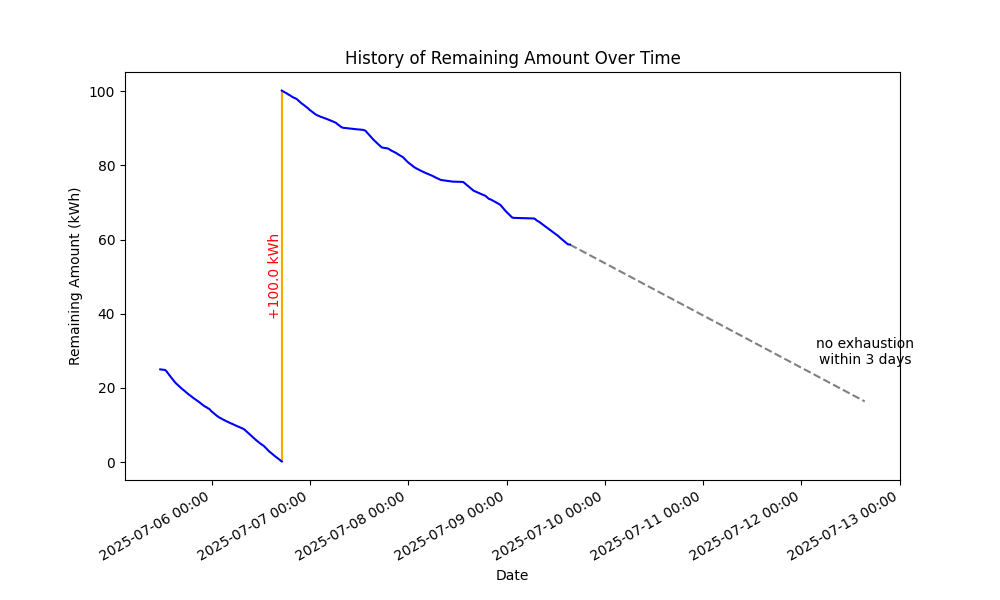 History of Remaining Amount Over Time
Remaining Amount (kWh)
100
80
60
40
20
0
+100.0 kWh
no exhaustion
within 3 days
2025-07-06 00:00
2025-07-07 00:00
2025-07-08 00:00
2025-07-09 00:00
2025-07-10 00:00
2025-07-11 00:00
2025-07-12 00:00
2025-07-13 00:00
Date